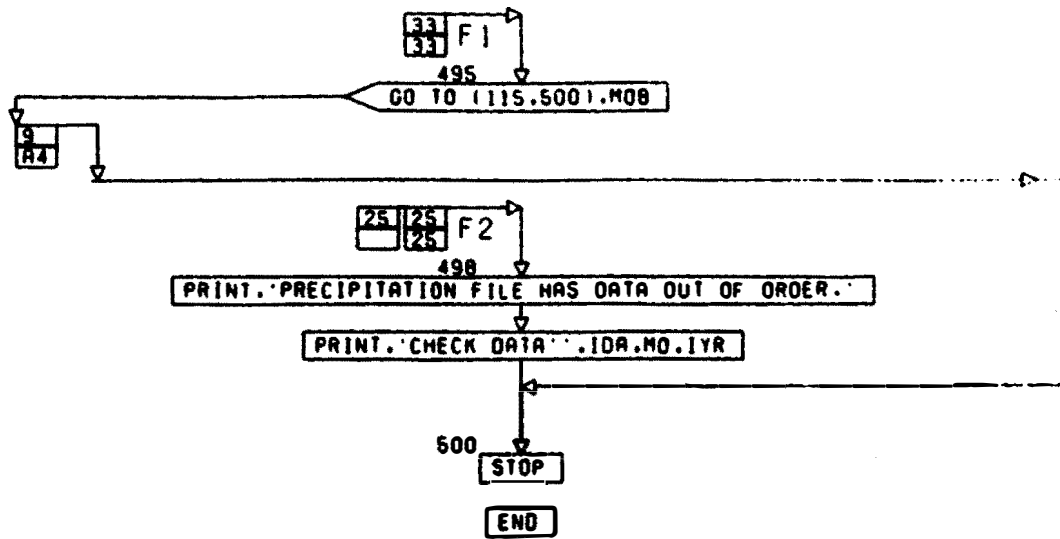 33
33
F1
495
GO TO (115.500).MOB
9
A4
25 25
25
F2
498
PRINT.'PRECIPITATION FILE HAS DATA OUT OF ORDER.'
PRINT.'CHECK DATA''.IDA.MO.IYR
500
STOP
END